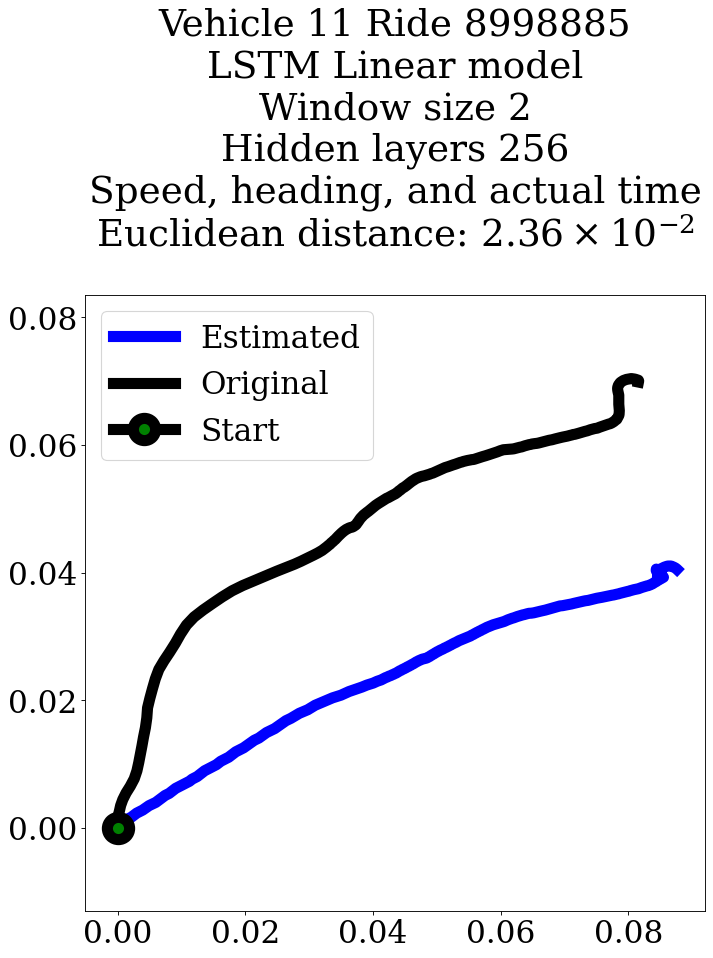 Vehicle 11 Ride 8998885
LSTM Linear model
Window size 2
Hidden layers 256
Speed, heading, and actual time
Euclidean distance: 2.36 × 10⁻²
0.08
0.06
0.04
0.02
0.00
Estimated
Original
Start
0.00 0.02 0.04 0.06 0.08